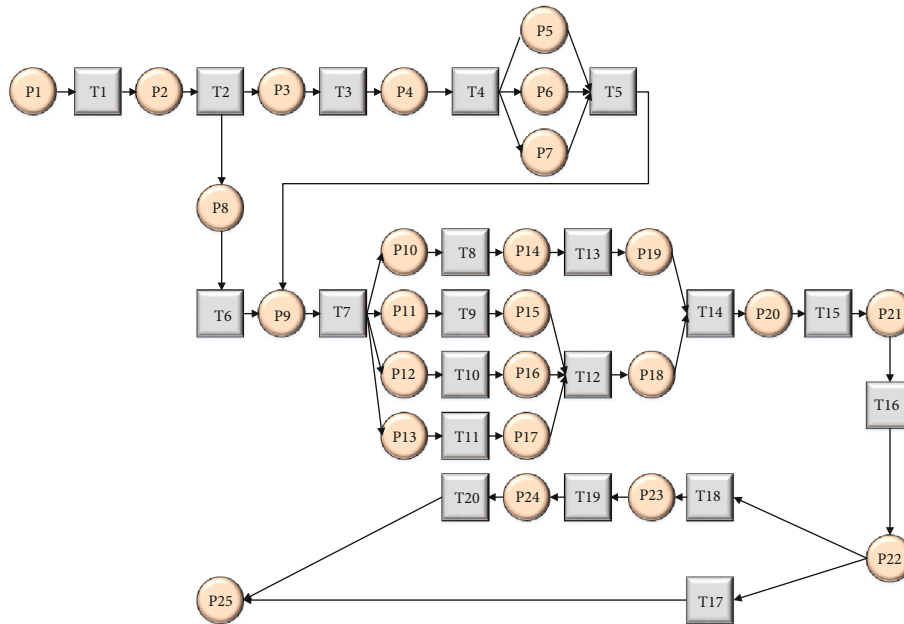 P5
P1 T1 P2 T2 P3 T3 P4 T4 P6 T5
P7
P8
P10 T8 P14 T13 P19
T6 P9 T7 P11 T9 P15 T14 P20 T15 P21
P12 T10 P16 T12 P18
T16
P13 T11 P17
T20 P24 T19 P23 T18
P22
P25 T17